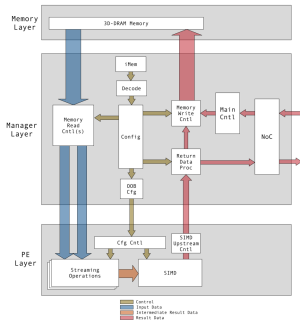 Memory
Layer
3D-DRAM Memory
Manager
Layer
iMem
Decode
Memory
Read
Cntl(s)
Config
Memory
Write
Cntl
Main
Cntl
NoC
Return
Data
Proc
OOB
Cfg
PE
Layer
Cfg Cntl
SIMD
Upstream
Cntl
Streaming
Operations
SIMD
Control
Input Data
Intermediate Result Data
Result Data